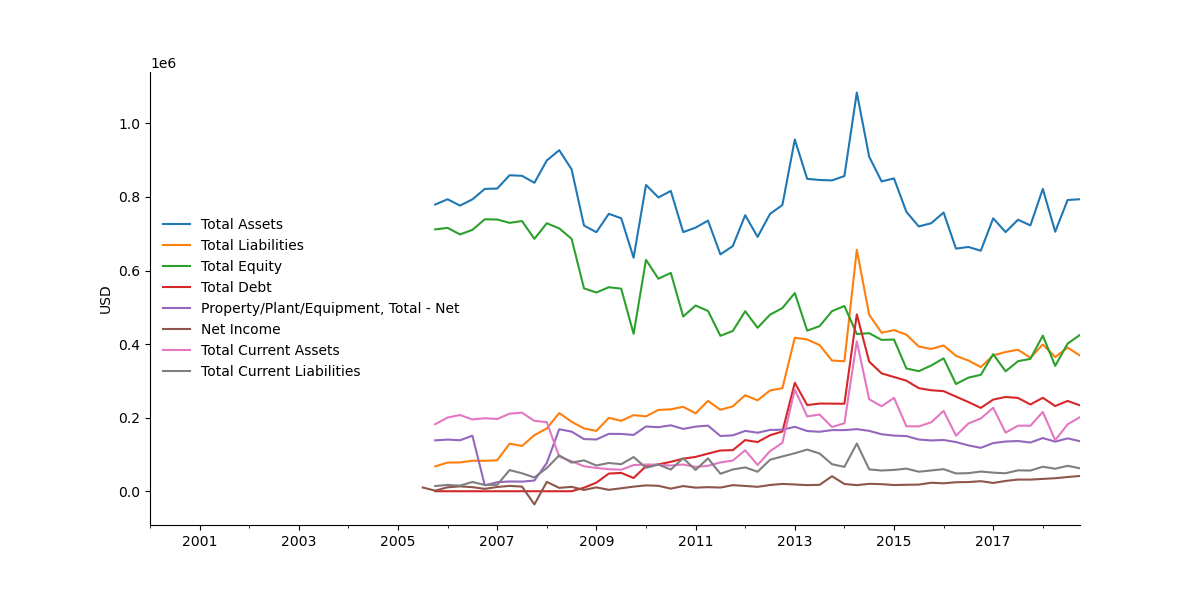 1e6
1.0
0.8
0.6
0.4
0.2
0.0
USD
Total Assets
Total Liabilities
Total Equity
Total Debt
Property/Plant/Equipment, Total - Net
Net Income
Total Current Assets
Total Current Liabilities
2001 2003 2005 2007 2009 2011 2013 2015 2017